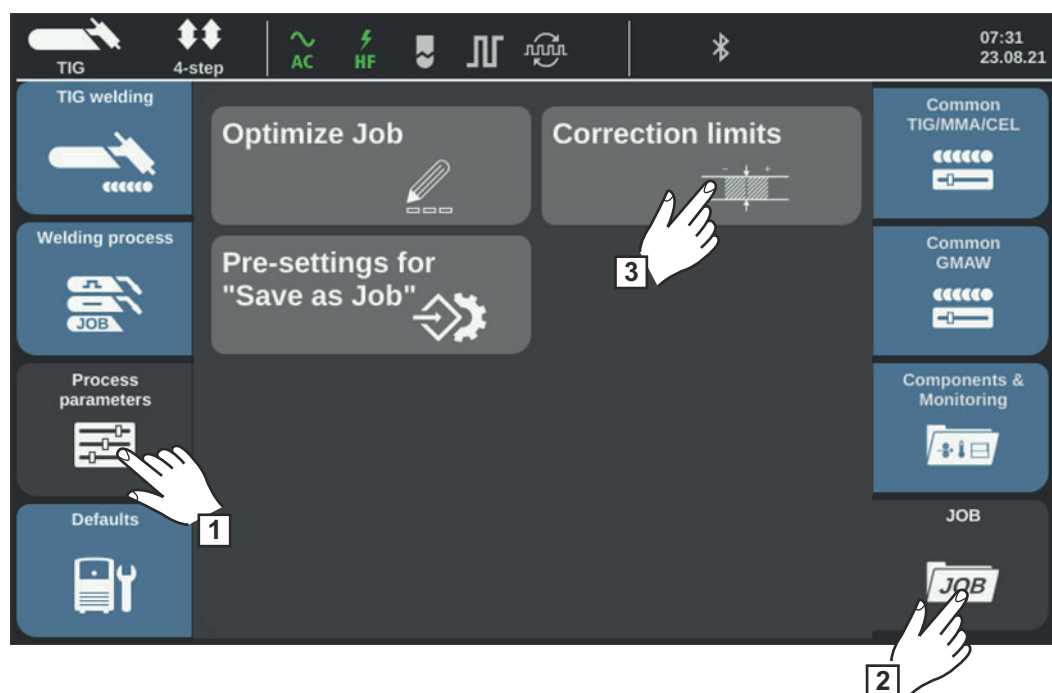 TIG
4-step
AC
HF
07:31
23.08.21
TIG welding
Welding process
JOB
Process
parameters
1
Defaults
Optimize Job
Correction limits
- +
3
Pre-settings for
"Save as Job"
Common
TIG/MMA/CEL
Common
GMAW
Components &
Monitoring
JOB
JOB
2